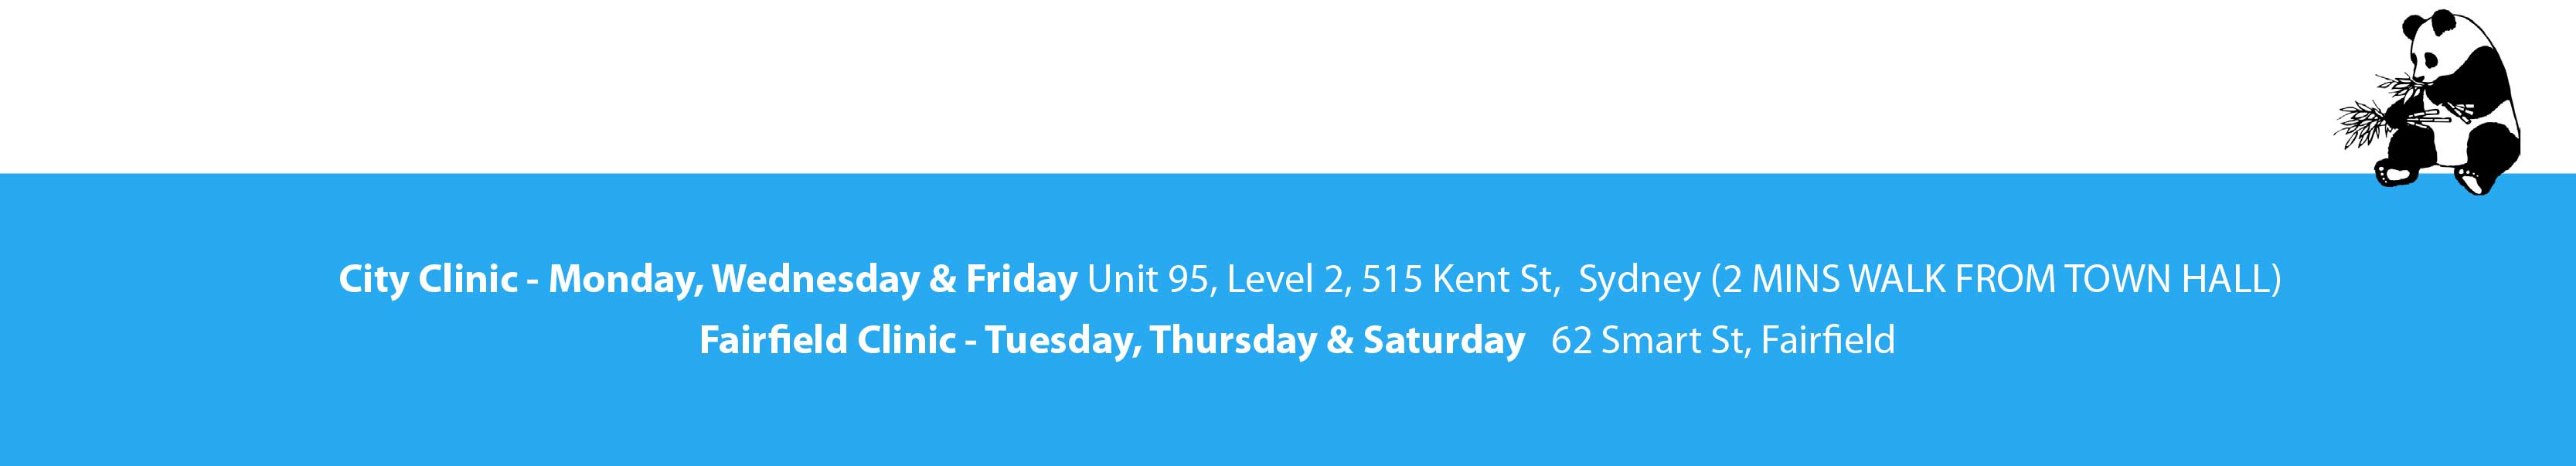 City Clinic - Monday, Wednesday & Friday Unit 95, Level 2, 515 Kent St,  Sydney (2 MINS WALK FROM TOWN HALL)
Fairfield Clinic - Tuesday, Thursday & Saturday   62 Smart St, Fairfield